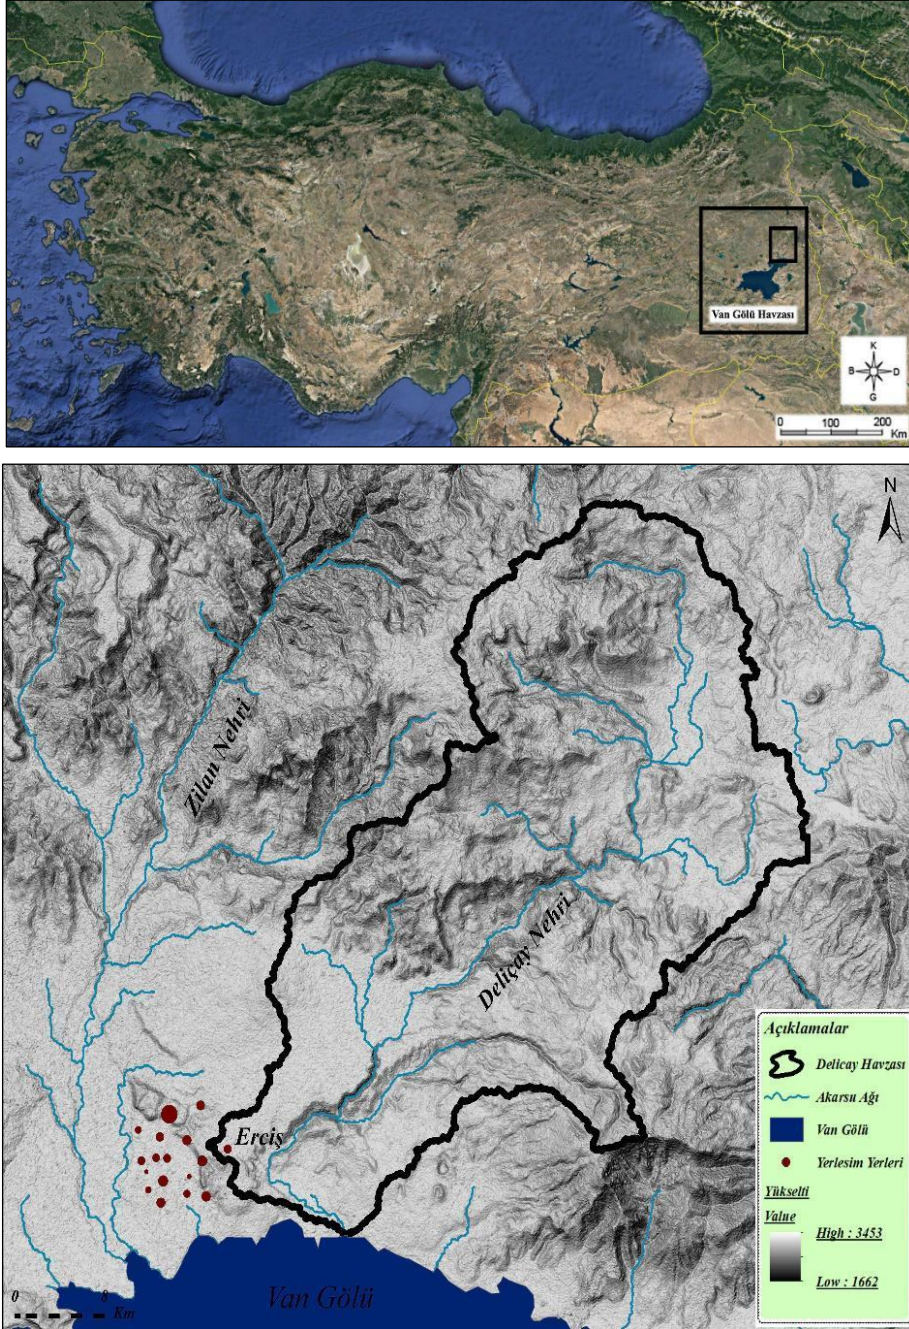 Van Gölü Havzası
K
B D
G
0 100 200
Km
N
Zilan Nehri
Deliçay Nehri
Erciş
Van Gölü
0 8
Km
Açıklamalar
Delicay Havzası
Akarsu Ağı
Van Gölü
Yerlesim Yerleri
Yükselti
Value
High : 3453
Low : 1662